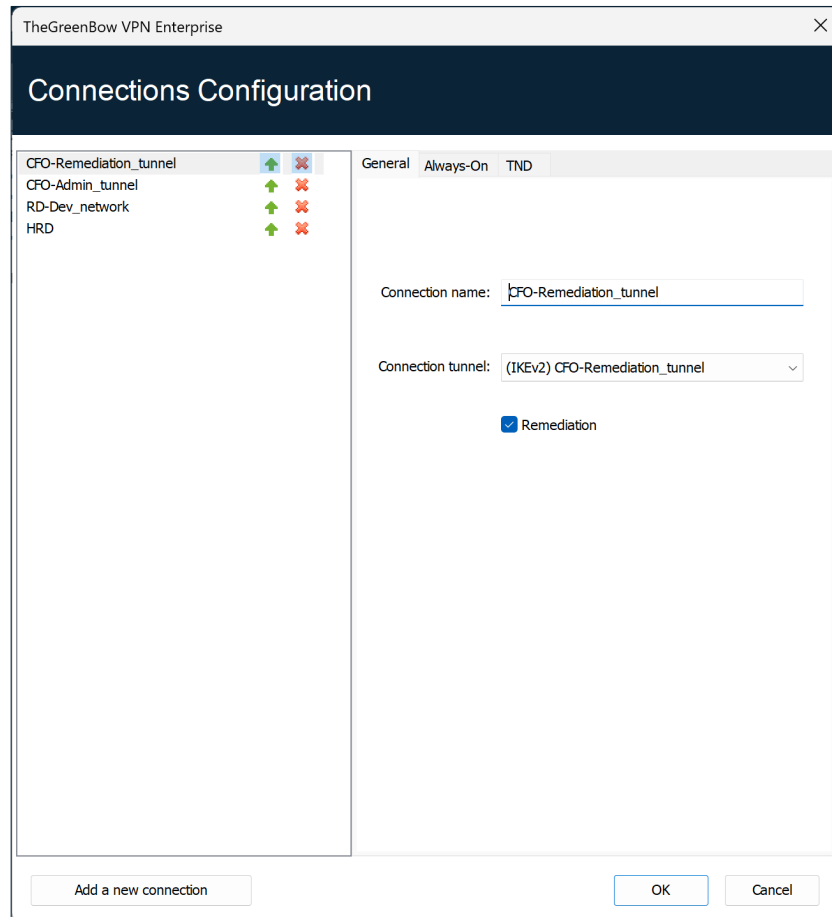 TheGreenBow VPN Enterprise
Connections Configuration
CFO-Remediation_tunnel
CFO-Admin_tunnel
RD-Dev_network
HRD
General Always-On TND
Connection name: CFO-Remediation_tunnel
Connection tunnel: (IKEv2) CFO-Remediation_tunnel
Remediation
Add a new connection OK Cancel